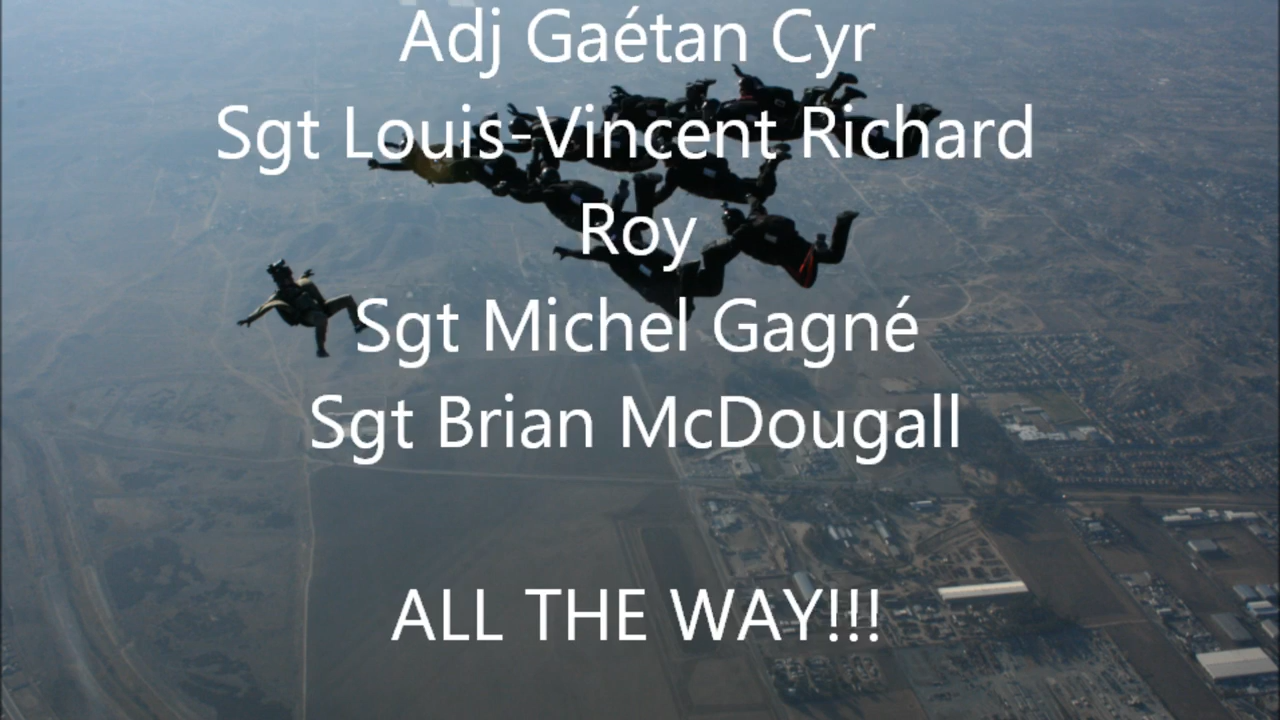 Adj Gaétan Cyr
Sgt Louis-Vincent Richard
Roy
Sgt Michel Gagné
Sgt Brian McDougall
ALL THE WAY!!!